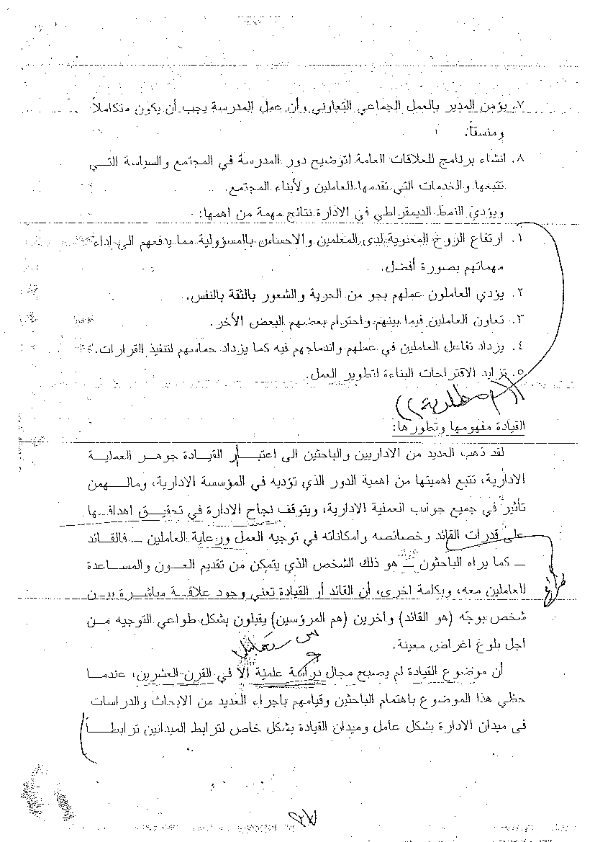 ٧. يؤمن المدير بالعمل الجماعي التعاوني وأن عمل المدرسة يجب أن يكون متكاملاً
ومنسقاً.
٨. انشاء برنامج للعلاقات العامة لتوضيح دور المدرسة في المجتمع والسياسة التي
تتبعها والخدمات التي تقدمها للعاملين ولأبناء المجتمع.
ويؤدي النمط الديمقراطي في الادارة نتائج مهمة من اهمها:
١. ارتفاع الروح المعنوية لدى المعلمين والاحساس بالمسؤولية مما يدفعهم الى اداء
مهماتهم بصورة أفضل.
٢. يؤدي العاملون عملهم بجو من الحرية والشعور بالثقة بالنفس.
٣. تعاون العاملين فيما بينهم واحترام بعضهم البعض الأخر.
٤. يزداد تفاعل العاملين في عملهم واندماجهم فيه كما يزداد حماسهم لتنفيذ القرارات.
٥. تزايد الاقتراحات البناءة لتطوير العمل.
القيادة مفهومها وتطورها:
لقد ذهب العديد من الاداريين والباحثين الى اعتبار القيادة جوهر العملية
الادارية، تتبع اهميتها من اهمية الدور الذي تؤديه في المؤسسة الادارية، ومالهمن
تأثير في جميع جوانب العملية الادارية، ويتوقف نجاح الادارة في تحقيق اهدافها
على قدرات القائد وخصائصه وامكاناته في توجيه العمل ورعاية العاملين ــ فالقائد
ــ كما يراه الباحثون ــ هو ذلك الشخص الذي يتمكن من تقديم العون والمساعدة
للعاملين معه، وبكلمة اخرى، أن القائد أو القيادة تعني وجود علاقة مباشرة بين
شخص يوجّه (هو القائد) وآخرين (هم المرؤسين) يقبلون بشكل طواعي التوجيه من
اجل بلوغ اغراض معينة.
أن موضوع القيادة لم يصبح مجال دراسة علمية الا في القرن العشرين، عندما
حظي هذا الموضوع باهتمام الباحثين وقيامهم باجراء العديد من الابحاث والدراسات
في ميدان الادارة بشكل عامل وميدان القيادة بشكل خاص لترابط الميدانين ترابطاً